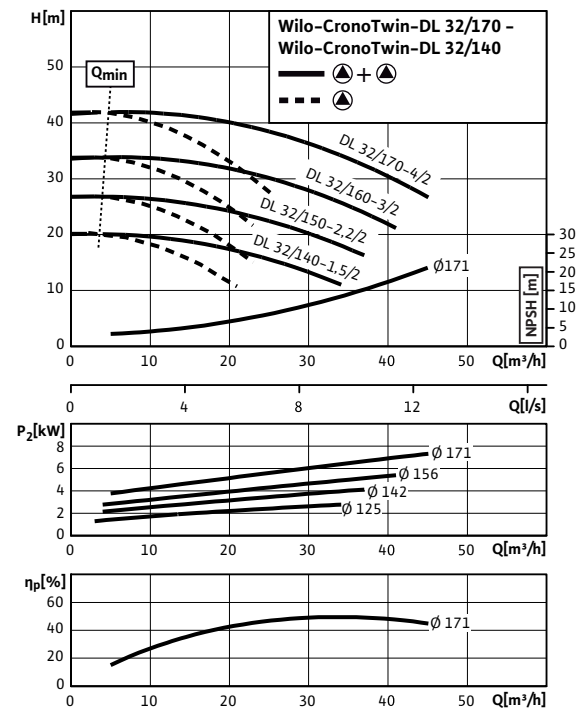 H[m]
Wilo-CronoTwin-DL 32/170 –
Wilo-CronoTwin-DL 32/140
+
Qmin
50
40
30
20
10
0
DL 32/170-4/2
DL 32/160-3/2
DL 32/150-2,2/2
DL 32/140-1,5/2
Ø171
30
25
20
15
10
5
0
NPSH [m]
0 10 20 30 40 50 Q[m³/h]
0 4 8 12 Q[l/s]
P₂[kW]
8
6
4
2
0
Ø 171
Ø 156
Ø 142
Ø 125
0 10 20 30 40 50 Q[m³/h]
ηp[%]
60
40
20
0
Ø 171
0 10 20 30 40 50 Q[m³/h]